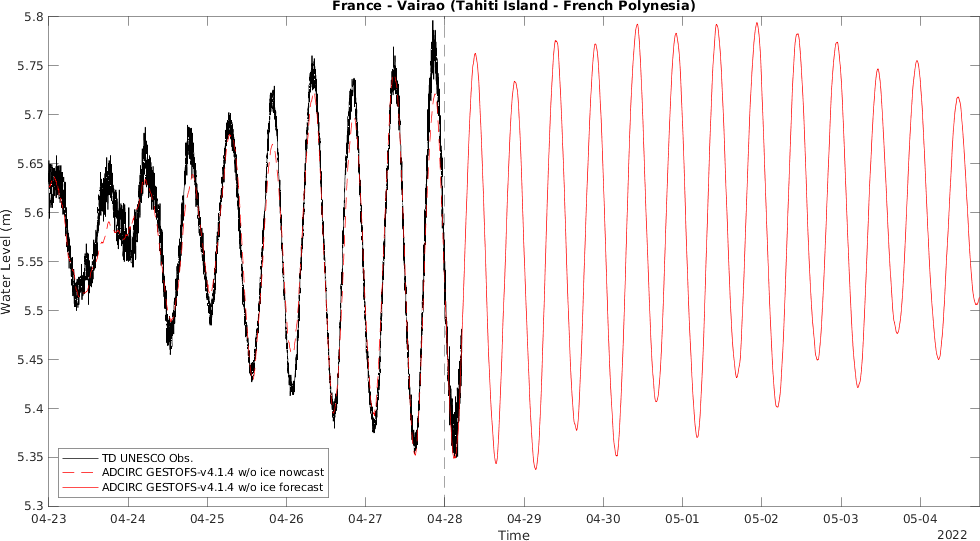 France - Vairao (Tahiti Island - French Polynesia)
5.8
5.75
5.7
5.65
5.6
5.55
5.5
5.45
5.4
5.35
5.3
Water Level (m)
TD UNESCO Obs.
ADCIRC GESTOFS-v4.1.4 w/o ice nowcast
ADCIRC GESTOFS-v4.1.4 w/o ice forecast
04-23 04-24 04-25 04-26 04-27 04-28 04-29 04-30 05-01 05-02 05-03 05-04
Time
2022